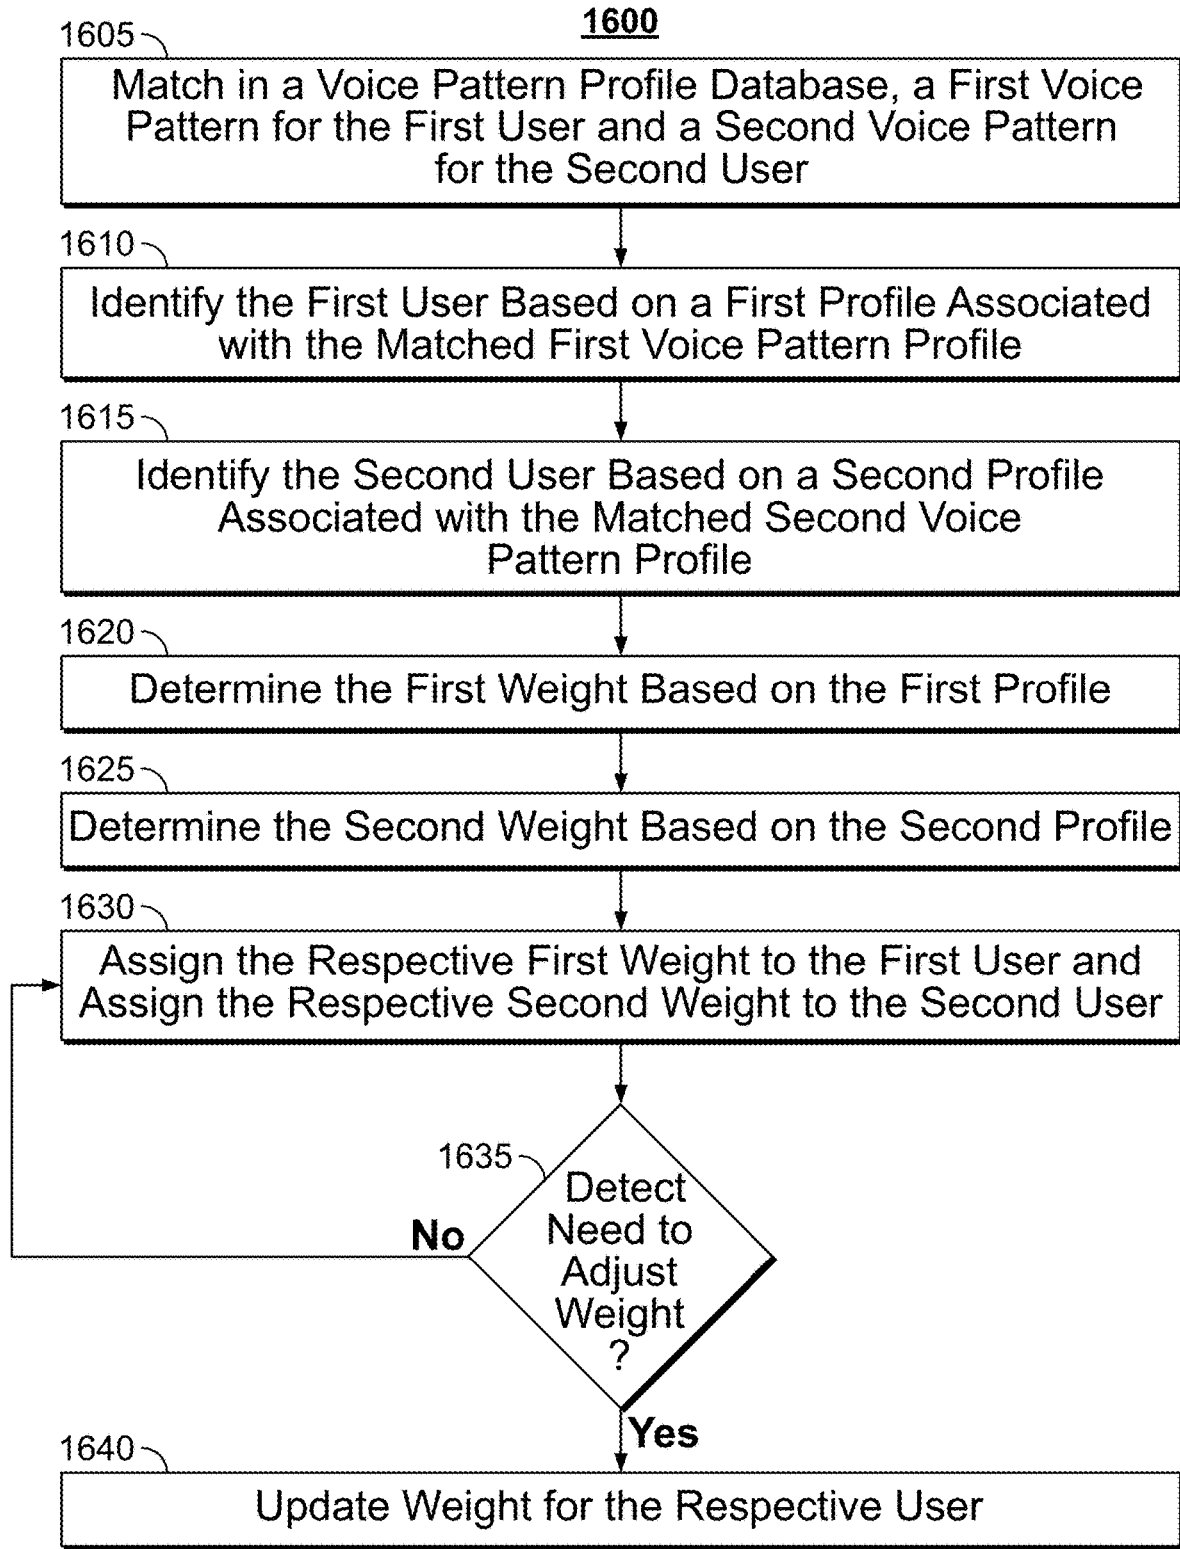 1600
1605
Match in a Voice Pattern Profile Database, a First Voice
Pattern for the First User and a Second Voice Pattern
for the Second User
1610
Identify the First User Based on a First Profile Associated
with the Matched First Voice Pattern Profile
1615
Identify the Second User Based on a Second Profile
Associated with the Matched Second Voice
Pattern Profile
1620
Determine the First Weight Based on the First Profile
1625
Determine the Second Weight Based on the Second Profile
1630
Assign the Respective First Weight to the First User and
Assign the Respective Second Weight to the Second User
1635
Detect
Need to
Adjust
Weight
?
No
Yes
1640
Update Weight for the Respective User